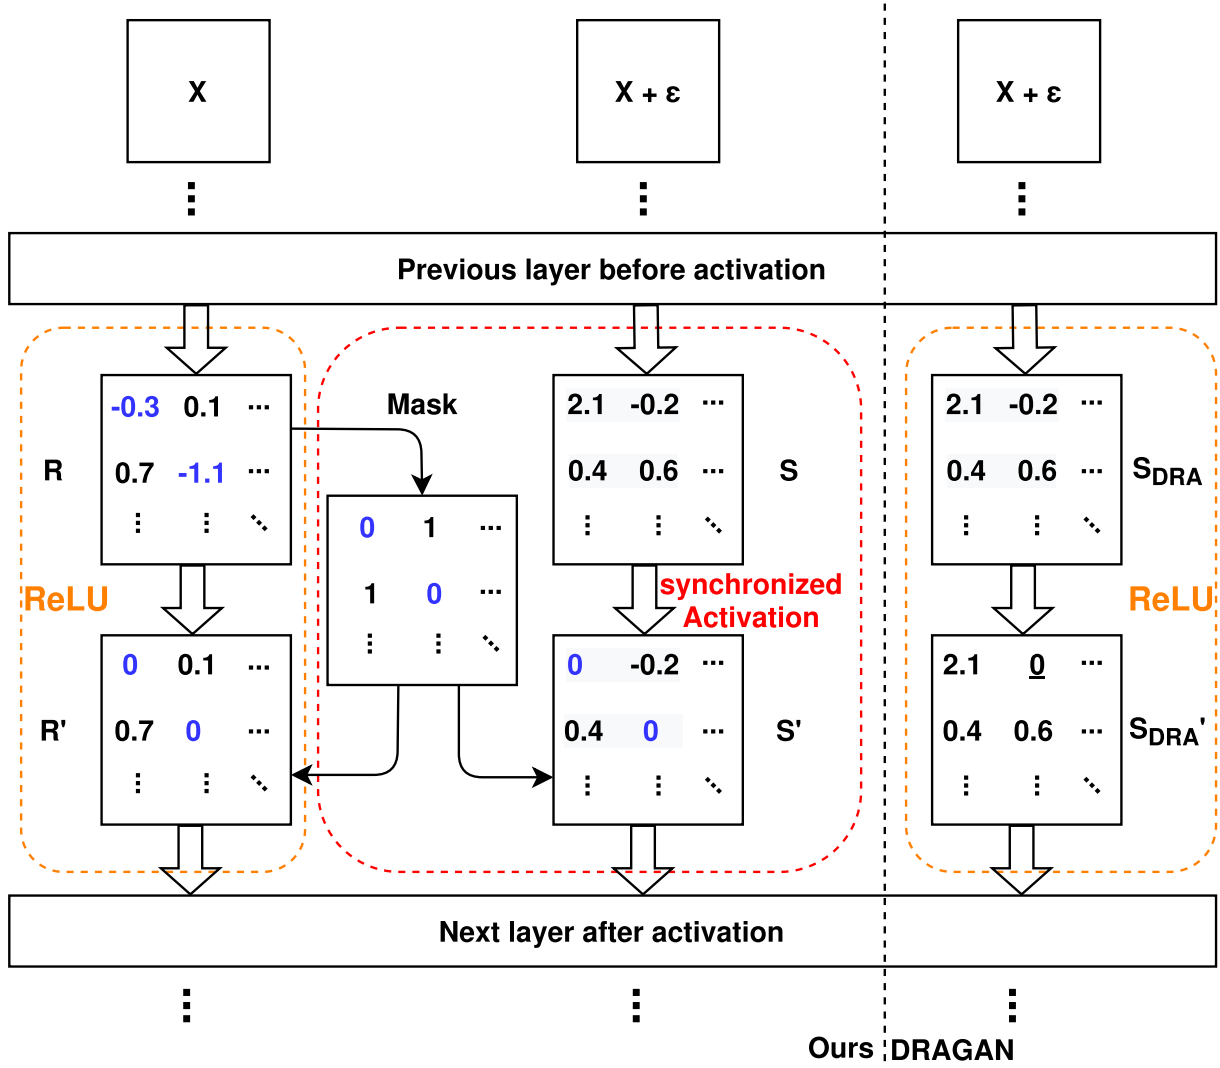 X
X + ε
X + ε
⋮ ⋮ ⋮
Previous layer before activation
Mask
R
-0.3 0.1 ⋯
0.7 -1.1 ⋯
⋮ ⋮ ⋱
0 1 ⋯
1 0 ⋯
⋮ ⋮ ⋱
2.1 -0.2 ⋯
0.4 0.6 ⋯
⋮ ⋮ ⋱
S
2.1 -0.2 ⋯
0.4 0.6 ⋯
⋮ ⋮ ⋱
S_DRA
ReLU
synchronized
Activation
ReLU
R'
0 0.1 ⋯
0.7 0 ⋯
⋮ ⋮ ⋱
0 -0.2 ⋯
0.4 0 ⋯
⋮ ⋮ ⋱
S'
2.1 0 ⋯
0.4 0.6 ⋯
⋮ ⋮ ⋱
S_DRA'
Next layer after activation
⋮ ⋮ ⋮
Ours
DRAGAN